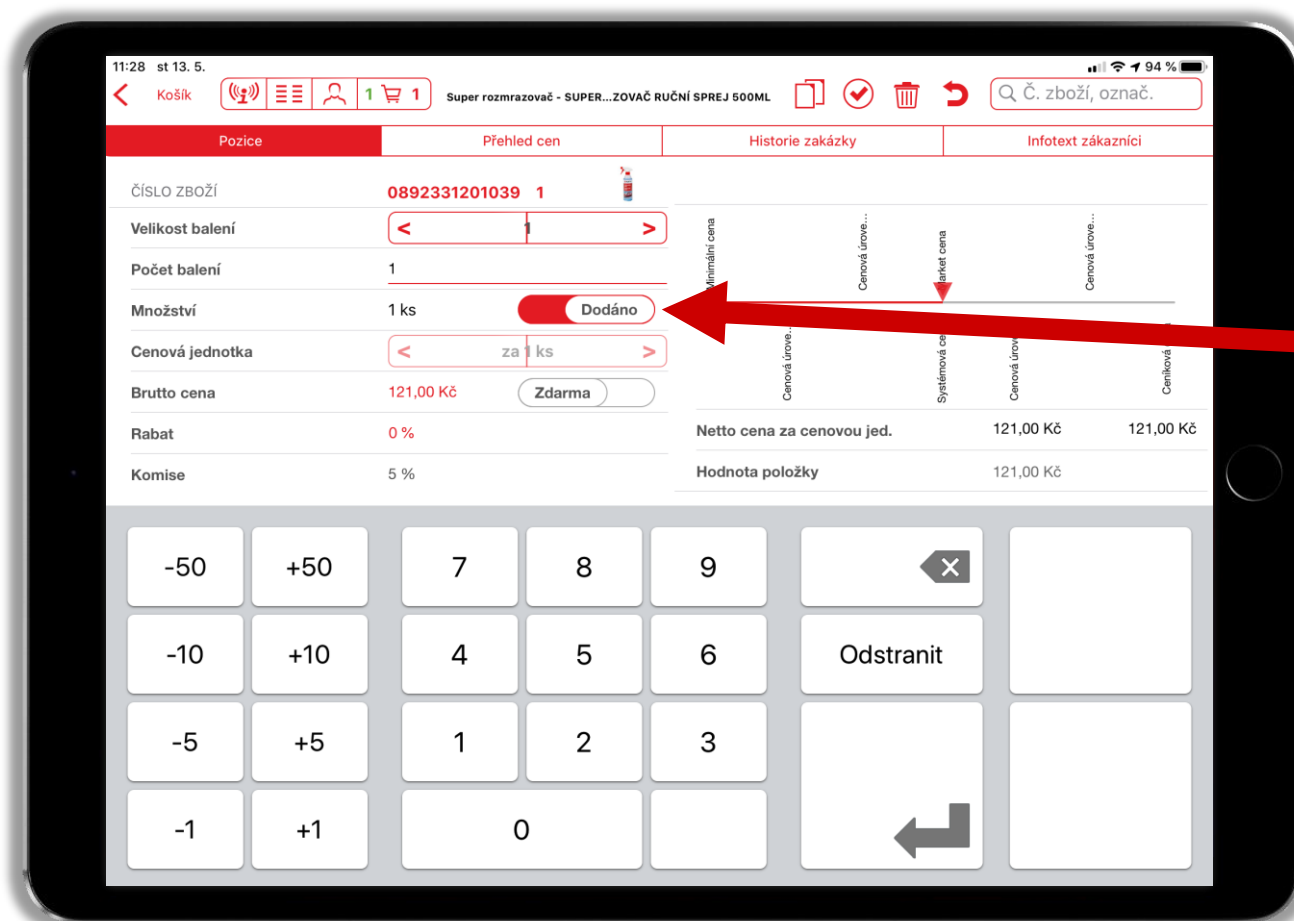 11:28 st 13. 5.
94 %
Košík
1
1
Super rozmrazovač - SUPER...ZOVAČ RUČNÍ SPREJ 500ML
Č. zboží, označ.
Pozice
Přehled cen
Historie zakázky
Infotext zákazníci
ČÍSLO ZBOŽÍ
0892331201039 1
Velikost balení
< 1 >
Počet balení
1
Množství
1 ks
Dodáno
Cenová jednotka
< za 1 ks >
Brutto cena
121,00 Kč
Zdarma
Rabat
0 %
Komise
5 %
Minimální cena
Cenová úrove...
Market cena
Cenová úrove...
Cenová úrove...
Systémová ce
Cenová úrov
Ceníková
Netto cena za cenovou jed.
121,00 Kč
121,00 Kč
Hodnota položky
121,00 Kč
-50
+50
7
8
9
-10
+10
4
5
6
Odstranit
-5
+5
1
2
3
-1
+1
0